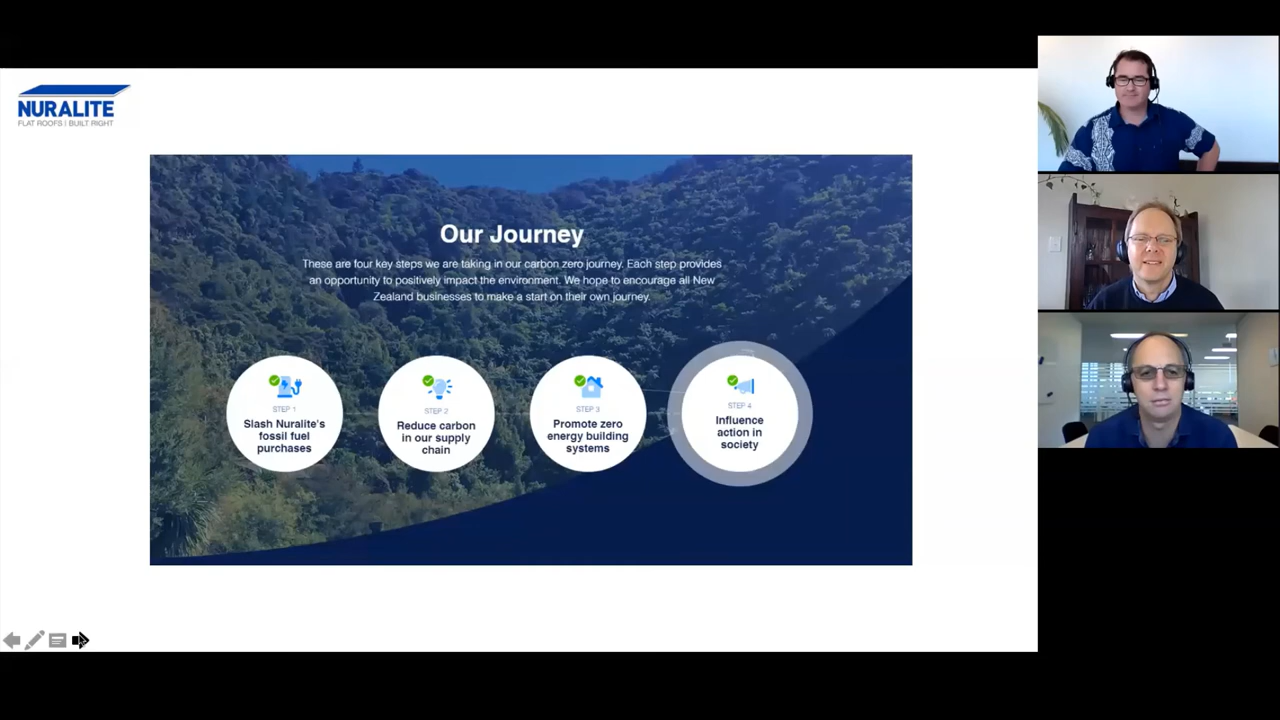 NURALITE
FLAT ROOFS | BUILT RIGHT
Our Journey
These are four key steps we are taking in our carbon zero journey. Each step provides
an opportunity to positively impact the environment. We hope to encourage all New
Zealand businesses to make a start on their own journey.
STEP 1
Slash Nuralite's
fossil fuel
purchases
STEP 2
Reduce carbon
in our supply
chain
STEP 3
Promote zero
energy building
systems
STEP 4
Influence
action in
society